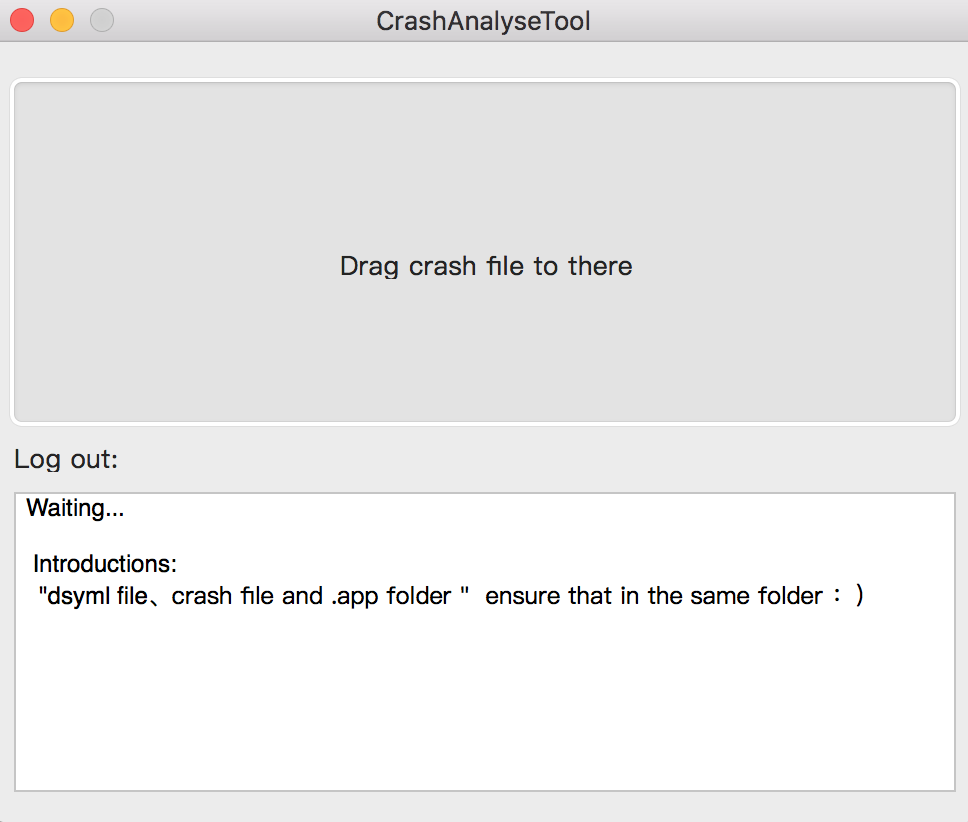 CrashAnalyseTool
Drag crash file to there
Log out:
Waiting...
Introductions:
"dsyml file、crash file and .app folder " ensure that in the same folder：）